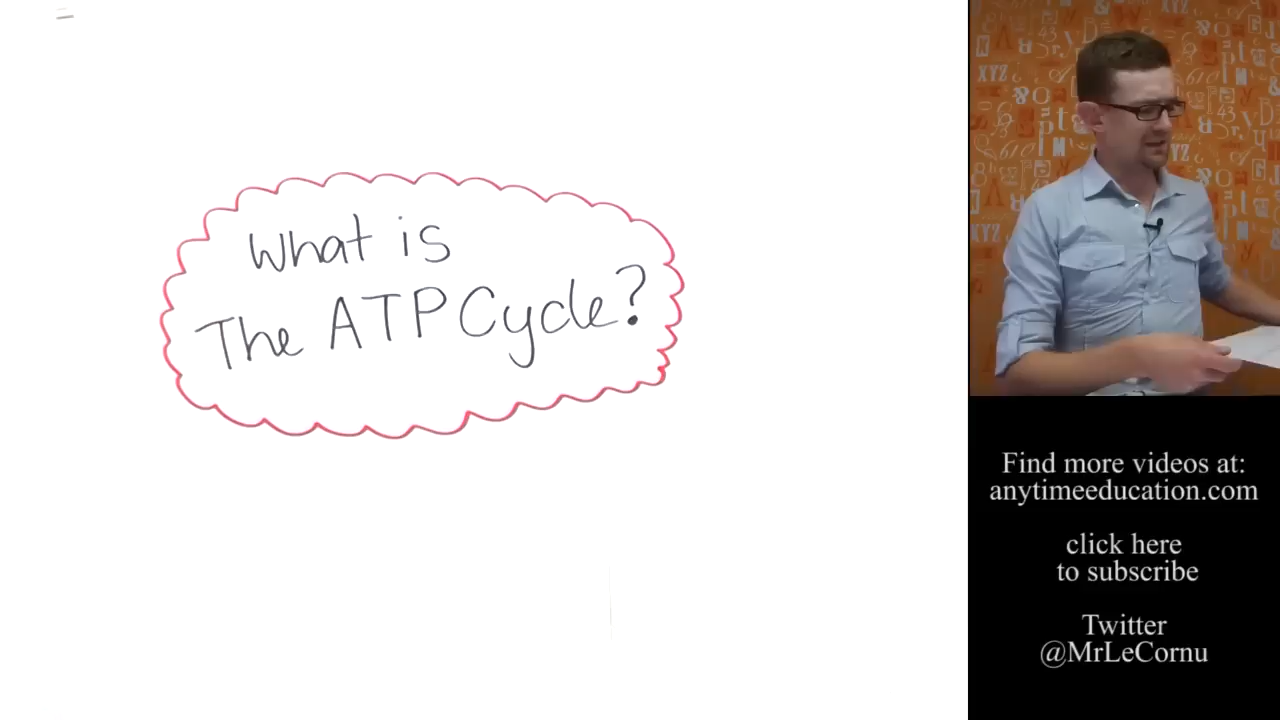 What is
The ATP Cycle?
Find more videos at:
anytimeeducation.com
click here
to subscribe
Twitter
@MrLeCornu